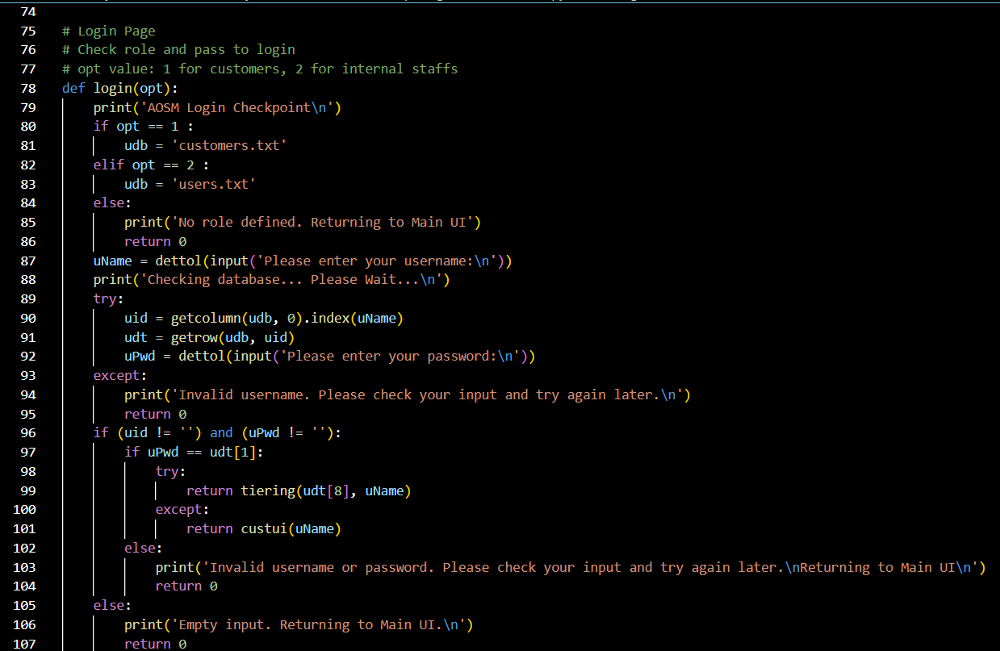 74
75 # Login Page
76 # Check role and pass to login
77 # opt value: 1 for customers, 2 for internal staffs
78 def login(opt):
79     print('AOSM Login Checkpoint\n')
80     if opt == 1 :
81         udb = 'customers.txt'
82     elif opt == 2 :
83         udb = 'users.txt'
84     else:
85         print('No role defined. Returning to Main UI')
86         return 0
87     uName = dettol(input('Please enter your username:\n'))
88     print('Checking database... Please Wait...\n')
89     try:
90         uid = getcolumn(udb, 0).index(uName)
91         udt = getrow(udb, uid)
92         uPwd = dettol(input('Please enter your password:\n'))
93     except:
94         print('Invalid username. Please check your input and try again later.\n')
95         return 0
96     if (uid != '') and (uPwd != ''):
97         if uPwd == udt[1]:
98             try:
99                 return tiering(udt[8], uName)
100             except:
101                 return custui(uName)
102         else:
103             print('Invalid username or password. Please check your input and try again later.\nReturning to Main UI\n')
104             return 0
105     else:
106         print('Empty input. Returning to Main UI.\n')
107         return 0